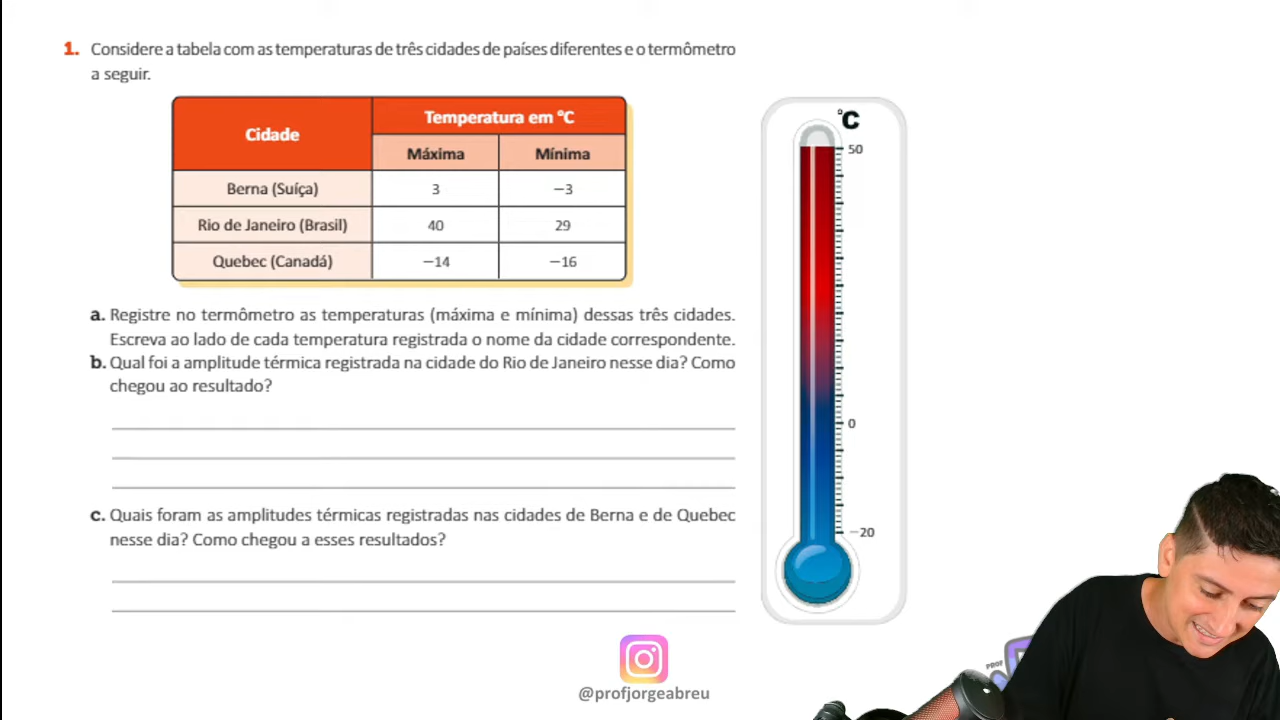 1. Considere a tabela com as temperaturas de três cidades de países diferentes e o termômetro
a seguir.
Cidade
Temperatura em °C
Máxima
Mínima
Berna (Suíça)
3
−3
Rio de Janeiro (Brasil)
40
29
Quebec (Canadá)
−14
−16
a. Registre no termômetro as temperaturas (máxima e mínima) dessas três cidades.
Escreva ao lado de cada temperatura registrada o nome da cidade correspondente.
b. Qual foi a amplitude térmica registrada na cidade do Rio de Janeiro nesse dia? Como
chegou ao resultado?
c. Quais foram as amplitudes térmicas registradas nas cidades de Berna e de Quebec
nesse dia? Como chegou a esses resultados?
°C
50
0
−20
PROF
@profjorgeabreu